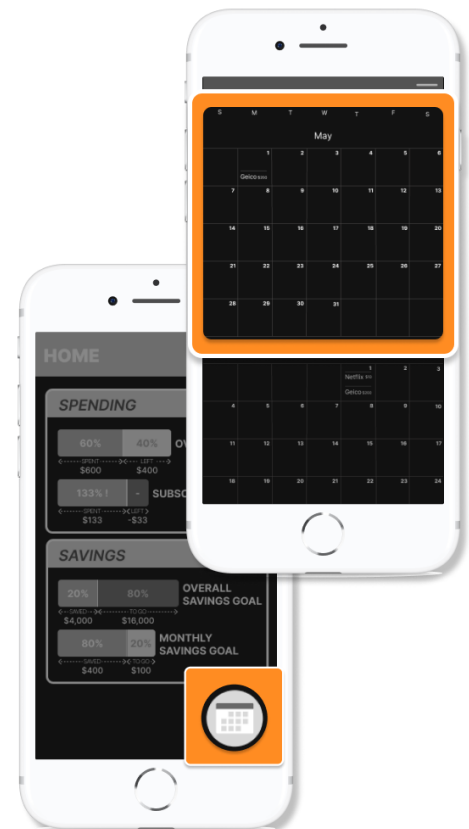 S M T W T F S
May
1 2 3 4 5 6
Geico $200
7 8 9 10 11 12 13
14 15 16 17 18 19 20
21 22 23 24 25 26 27
28 29 30 31
1 2 3
Netflix
Geico
4 5 6 7 8 9 10
11 12 13 14 15 16 17
18 19 20 21 22 23 24
HOME
SPENDING
60% 40%
SPENT LEFT
$600 $400
133% ! -
SPENT LEFT
$133 -$33
SAVINGS
20% 80% OVERALL
SAVINGS GOAL
SAVED TO GO
$4,000 $16,000
80% 20% MONTHLY
SAVINGS GOAL
SAVED TO GO
$400 $100